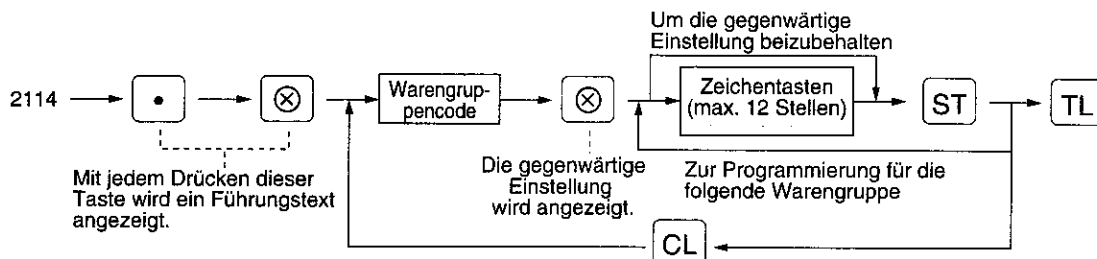 Um die gegenwärtige
Einstellung beizubehalten
2114
•
⊗
Warengrup-
pencode
⊗
Zeichentasten
(max. 12 Stellen)
ST
TL
Mit jedem Drücken dieser
Taste wird ein Führungstext
angezeigt.
Die gegenwärtige
Einstellung
wird angezeigt.
Zur Programmierung für die
folgende Warengruppe
CL